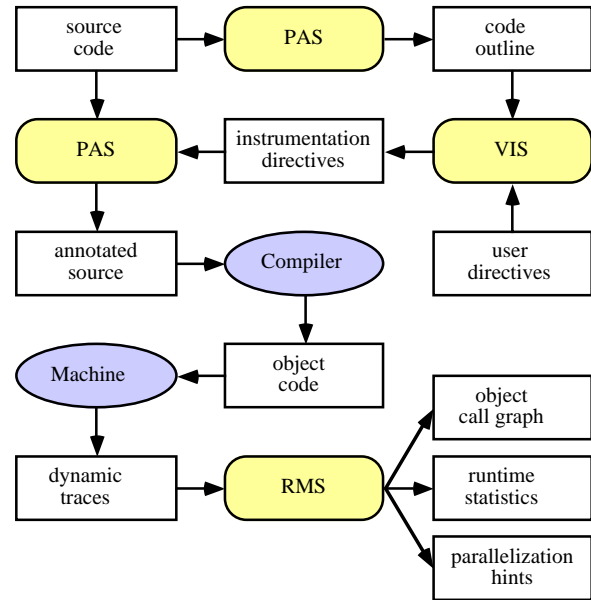 source
code
PAS
code
outline
PAS
instrumentation
directives
VIS
annotated
source
Compiler
user
directives
Machine
object
code
object
call graph
dynamic
traces
RMS
runtime
statistics
parallelization
hints